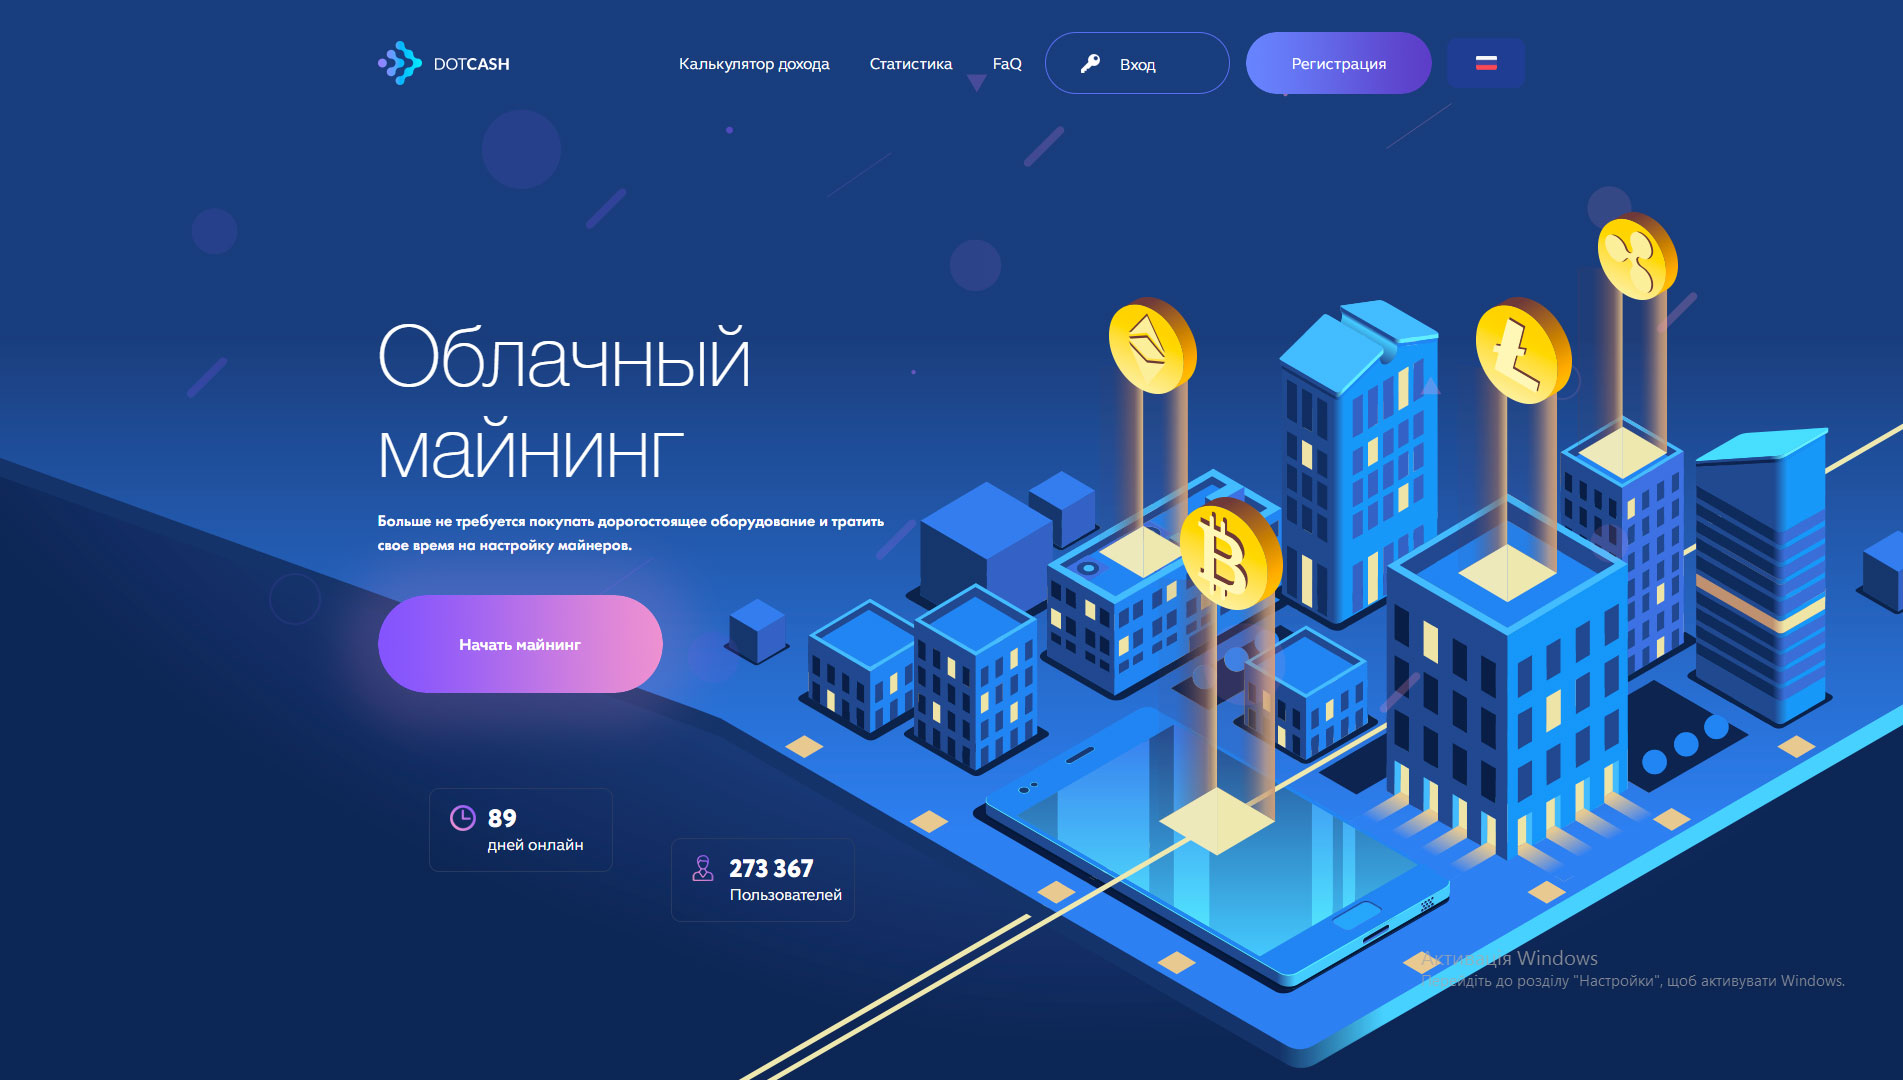 DOTCASH
Калькулятор дохода
Статистика
FaQ
Вход
Регистрация
Облачный
майнинг
Больше не требуется покупать дорогостоящее оборудование и тратить
свое время на настройку майнеров.
Начать майнинг
89
дней онлайн
273 367
Пользователей
Активація Windows
Перейдіть до розділу "Настройки", щоб активувати Windows.